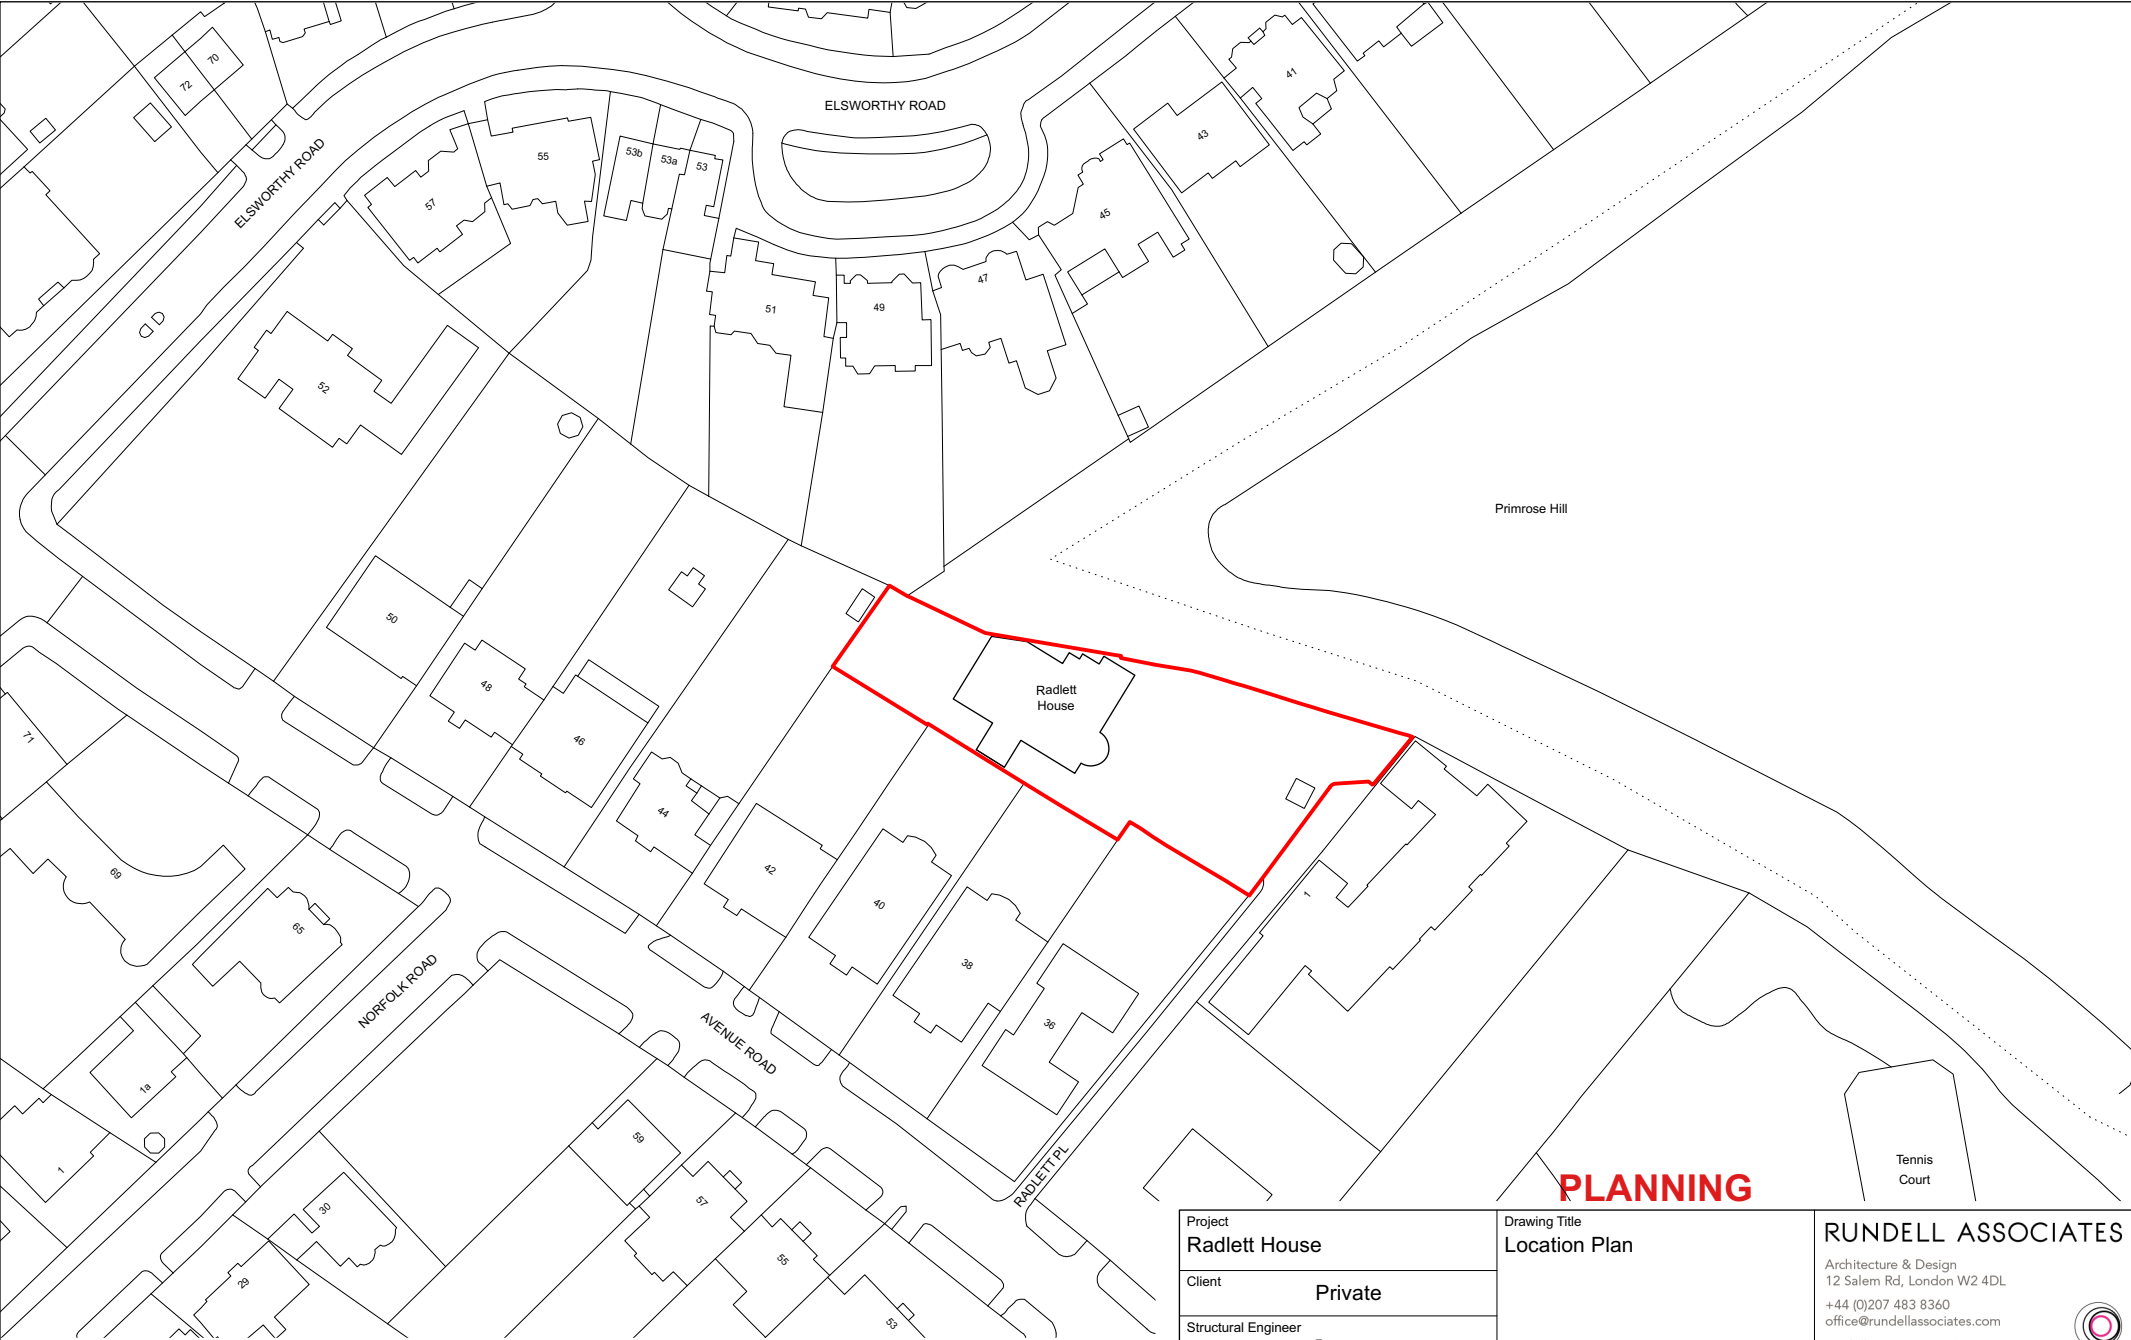 70
72
41
ELSWORTHY ROAD
43
ELSWORTHY ROAD
55
53b
53a
53
57
45
47
51
49
52
Primrose Hill
50
48
46
Radlett
House
71
44
42
69
40
1
65
38
NORFOLK ROAD
36
AVENUE ROAD
1a
59
1
Tennis
Court
RADLETT PL
57
30
55
29
53
PLANNING
Project
Radlett House
Client
Private
Structural Engineer
Drawing Title
Location Plan
RUNDELL ASSOCIATES
Architecture & Design
12 Salem Rd, London W2 4DL
+44 (0)207 483 8360
office@rundellassociates.com